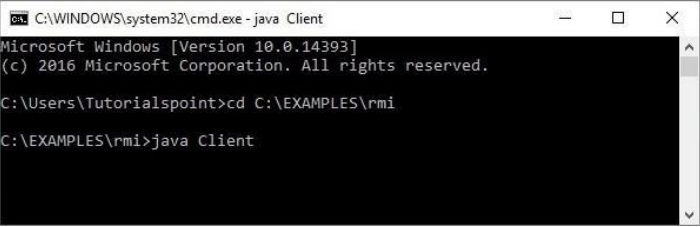 C:\WINDOWS\system32\cmd.exe - java  Client
Microsoft Windows [Version 10.0.14393]
(c) 2016 Microsoft Corporation. All rights reserved.
C:\Users\Tutorialspoint>cd C:\EXAMPLES\rmi
C:\EXAMPLES\rmi>java Client